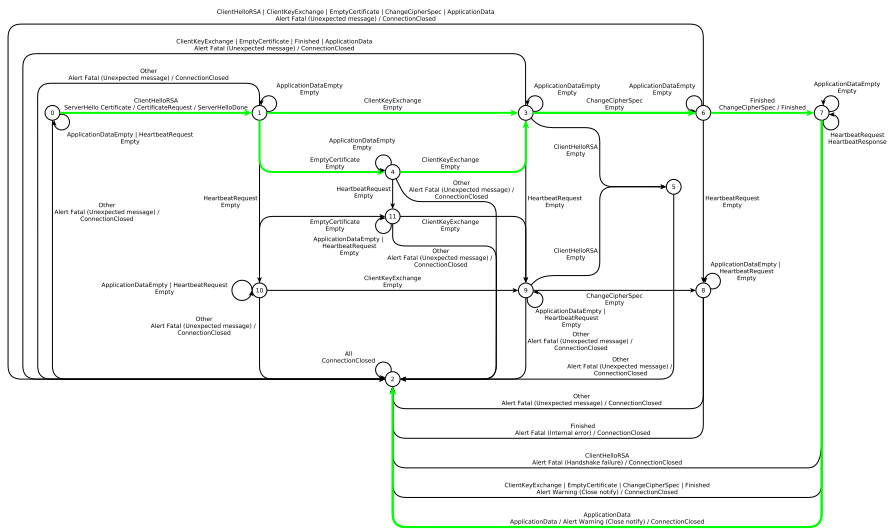 ClientHelloRSA | ClientKeyExchange | EmptyCertificate | ChangeCipherSpec | ApplicationData
Alert Fatal (Unexpected message) / ConnectionClosed
ClientKeyExchange | EmptyCertificate | Finished | ApplicationData
Alert Fatal (Unexpected message) / ConnectionClosed
Other
Alert Fatal (Unexpected message) / ConnectionClosed
ApplicationDataEmpty
Empty
ApplicationDataEmpty
Empty
ApplicationDataEmpty
Empty
ApplicationDataEmpty
Empty
ClientHelloRSA
ServerHello Certificate / CertificateRequest / ServerHelloDone
ClientKeyExchange
Empty
ChangeCipherSpec
Empty
Finished
ChangeCipherSpec / Finished
0
1
3
6
7
ApplicationDataEmpty | HeartbeatRequest
Empty
ApplicationDataEmpty
Empty
HeartbeatRequest
HeartbeatResponse
ClientHelloRSA
Empty
EmptyCertificate
Empty
4
ClientKeyExchange
Empty
5
HeartbeatRequest
Empty
Other
Alert Fatal (Unexpected message) /
ConnectionClosed
HeartbeatRequest
Empty
HeartbeatRequest
Empty
HeartbeatRequest
Empty
Other
Alert Fatal (Unexpected message) /
ConnectionClosed
EmptyCertificate
Empty
11
ClientKeyExchange
Empty
ApplicationDataEmpty |
HeartbeatRequest
Empty
Other
Alert Fatal (Unexpected message) /
ConnectionClosed
ClientHelloRSA
Empty
ApplicationDataEmpty |
HeartbeatRequest
Empty
ApplicationDataEmpty | HeartbeatRequest
Empty
10
ClientKeyExchange
Empty
9
ChangeCipherSpec
Empty
8
ApplicationDataEmpty |
HeartbeatRequest
Empty
Other
Alert Fatal (Unexpected message) /
ConnectionClosed
Other
Alert Fatal (Unexpected message) /
ConnectionClosed
All
ConnectionClosed
Other
Alert Fatal (Unexpected message) /
ConnectionClosed
2
Other
Alert Fatal (Unexpected message) / ConnectionClosed
Finished
Alert Fatal (Internal error) / ConnectionClosed
ClientHelloRSA
Alert Fatal (Handshake failure) / ConnectionClosed
ClientKeyExchange | EmptyCertificate | ChangeCipherSpec | Finished
Alert Warning (Close notify) / ConnectionClosed
ApplicationData
ApplicationData / Alert Warning (Close notify) / ConnectionClosed